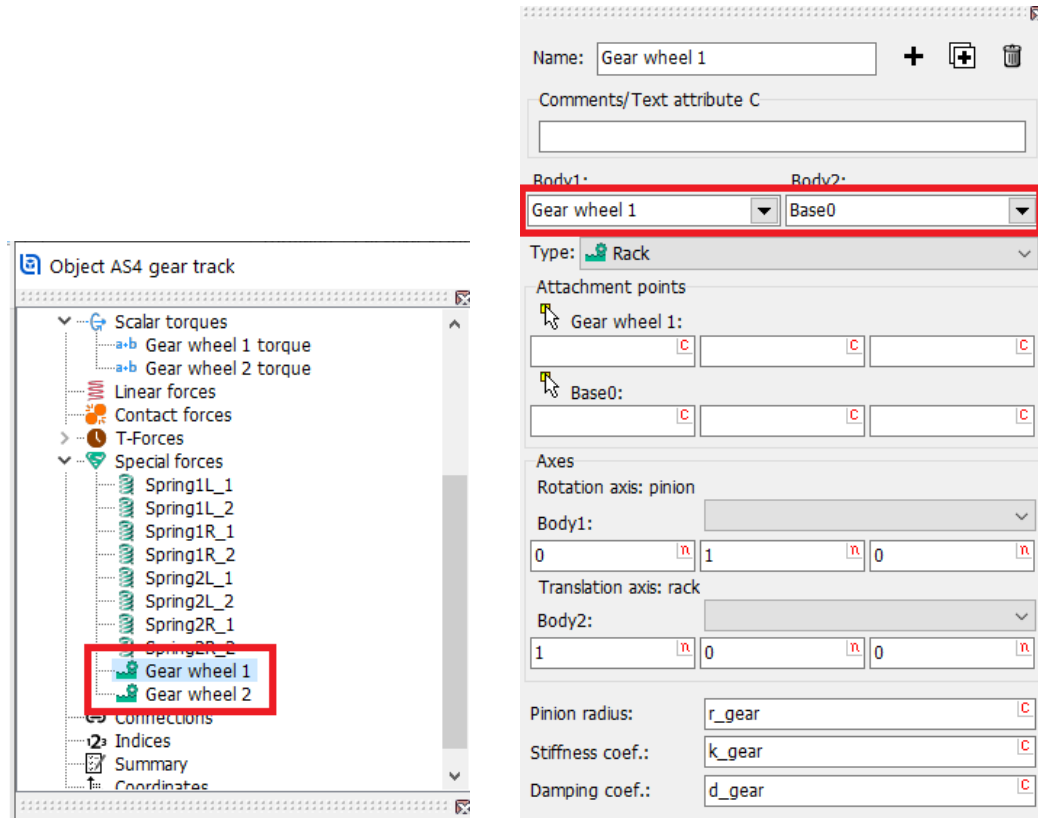 Object AS4 gear track
Scalar torques
a+b Gear wheel 1 torque
a+b Gear wheel 2 torque
Linear forces
Contact forces
T-Forces
Special forces
Spring1L_1
Spring1L_2
Spring1R_1
Spring1R_2
Spring2L_1
Spring2L_2
Spring2R_1
Spring2R_2
Gear wheel 1
Gear wheel 2
Connections
Indices
Summary
Coordinates
Name: Gear wheel 1
Comments/Text attribute C
Body1: Body2:
Gear wheel 1 Base0
Type: Rack
Attachment points
Gear wheel 1:
C C C
Base0:
C C C
Axes
Rotation axis: pinion
Body1:
0 n 1 n 0 n
Translation axis: rack
Body2:
1 n 0 n 0 n
Pinion radius: r_gear C
Stiffness coef.: k_gear C
Damping coef.: d_gear C